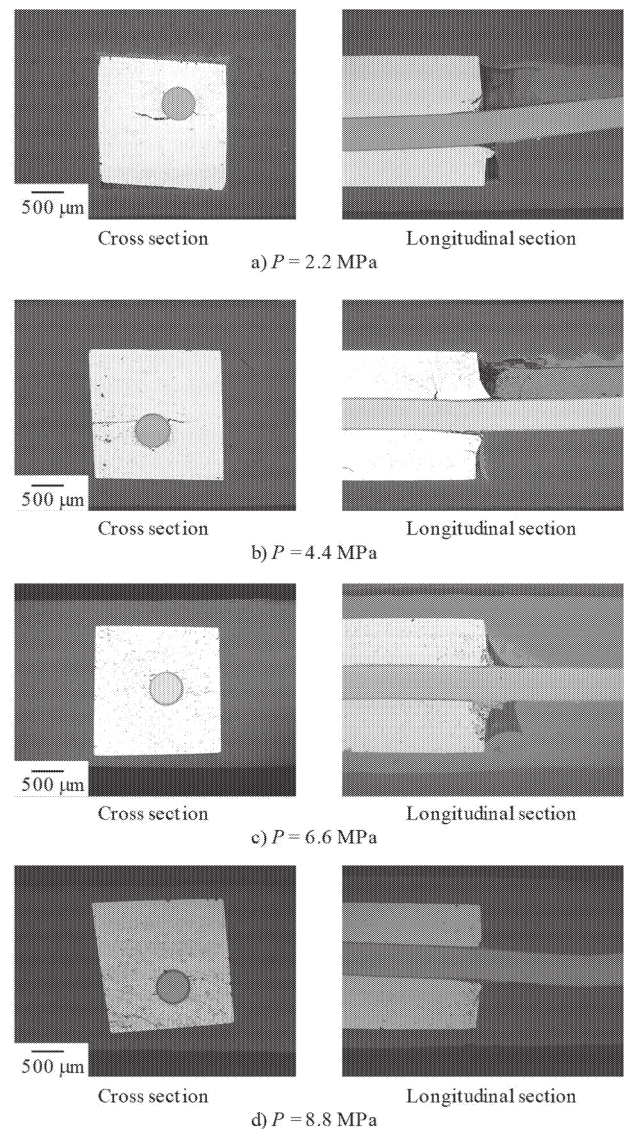 500 μm
Cross section
Longitudinal section
a) P = 2.2 MPa
500 μm
Cross section
Longitudinal section
b) P = 4.4 MPa
500 μm
Cross section
Longitudinal section
c) P = 6.6 MPa
500 μm
Cross section
Longitudinal section
d) P = 8.8 MPa